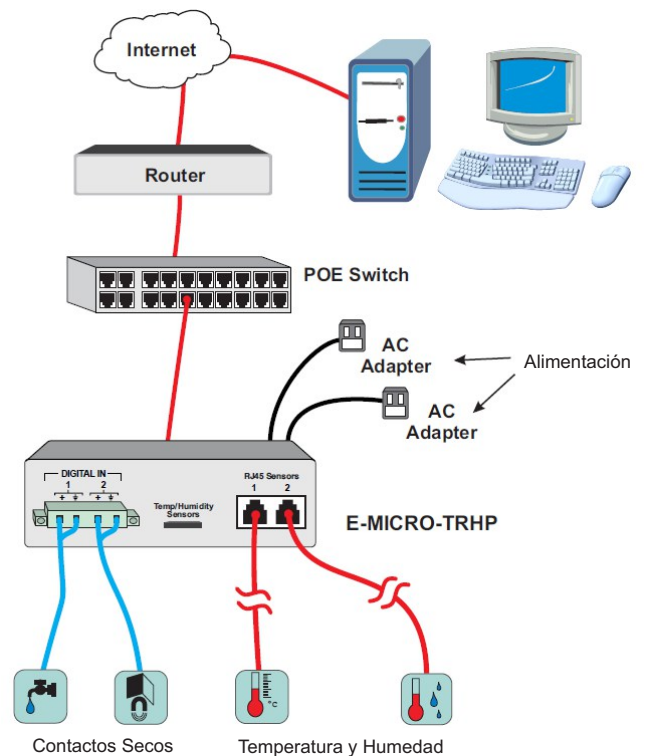 Internet
Router
POE Switch
AC
Adapter
Alimentación
AC
Adapter
DIGITAL IN
1 2
+ ⏚ + ⏚
Temp/Humidity
Sensors
RJ45 Sensors
1 2
E-MICRO-TRHP
°C
Contactos Secos
Temperatura y Humedad